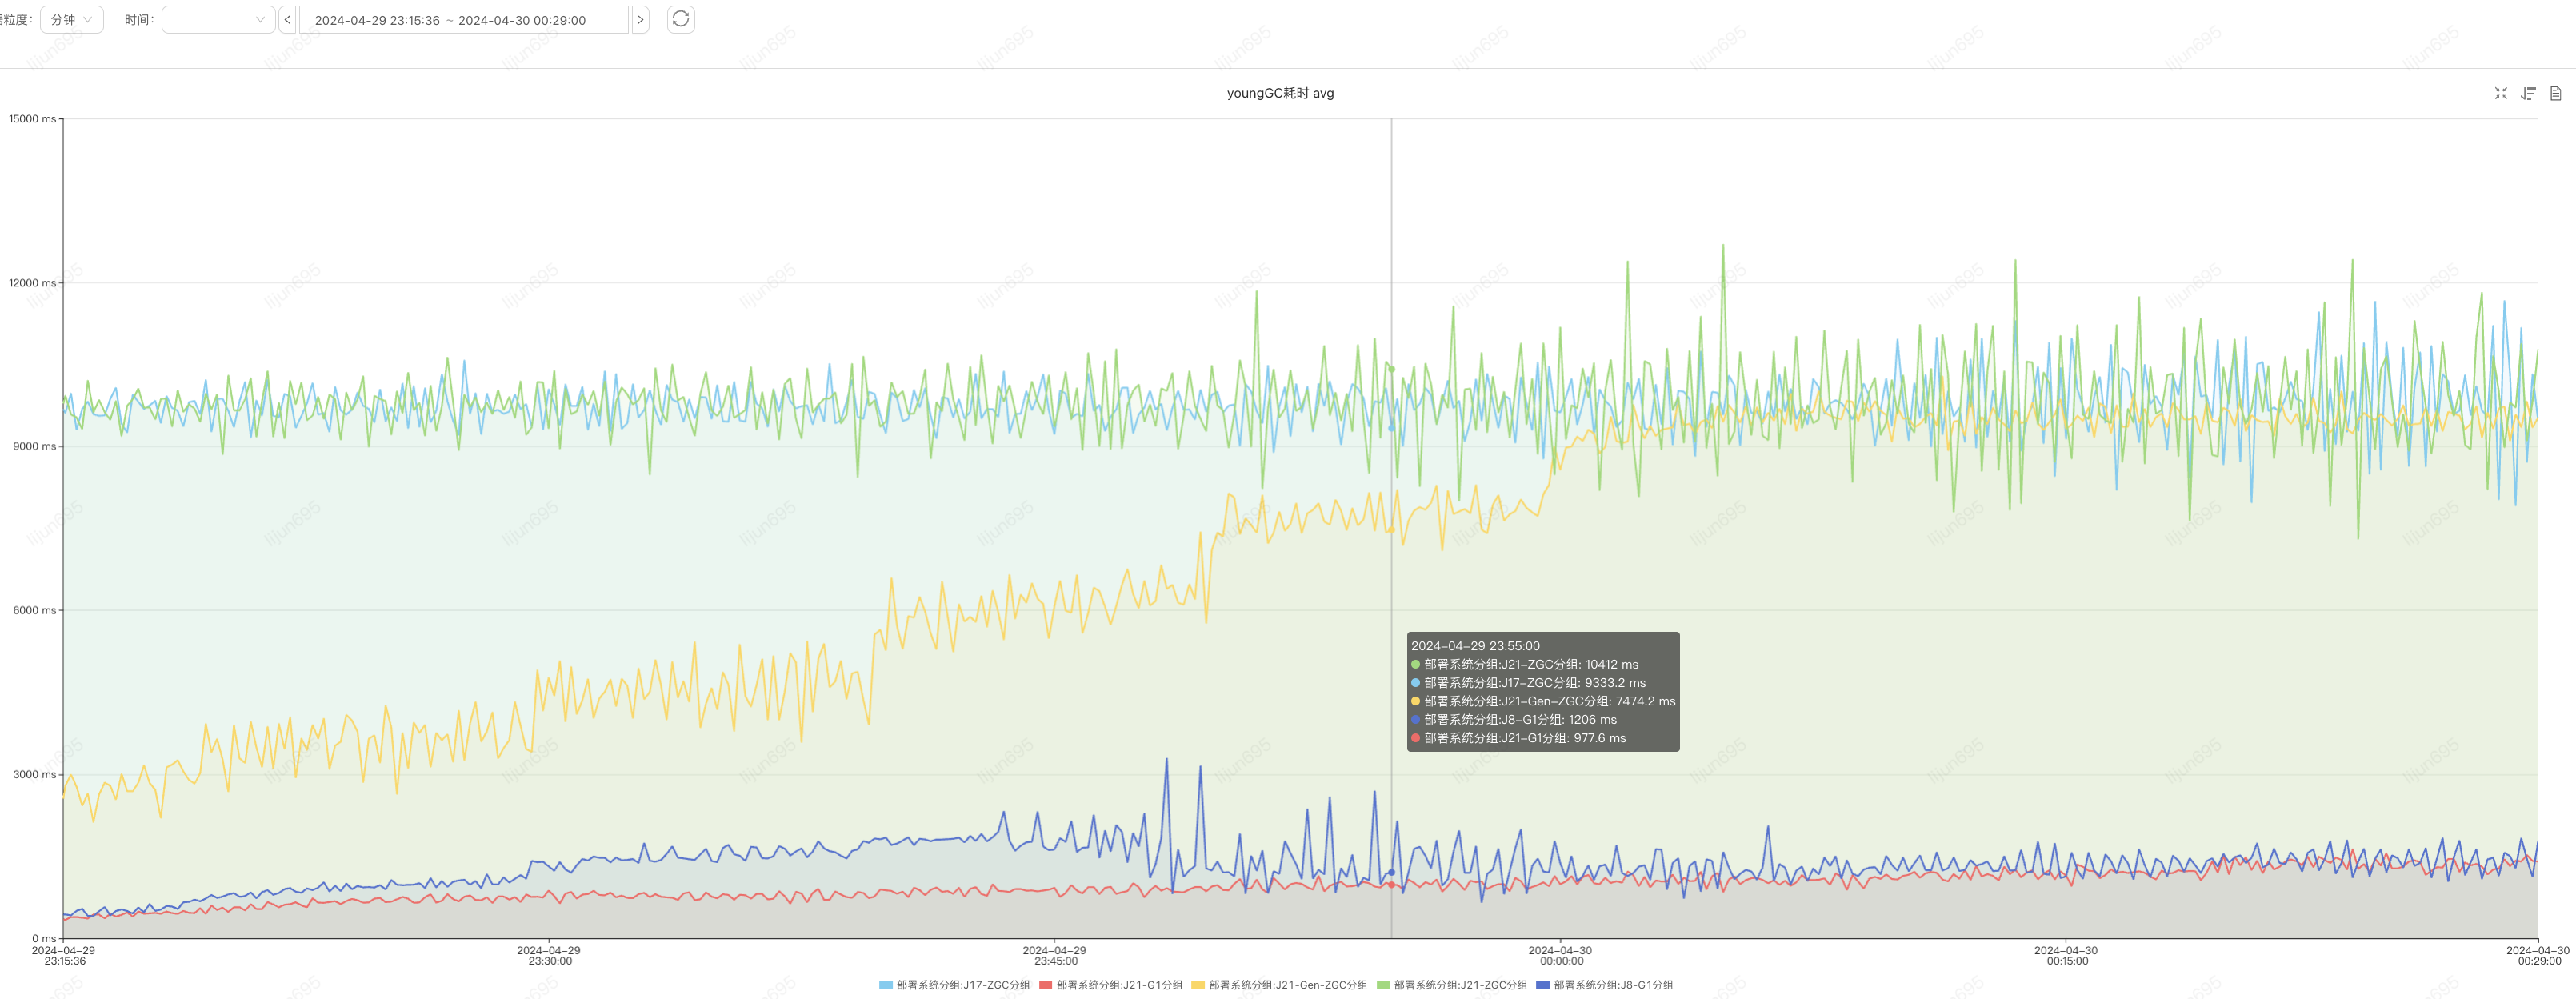 粒度： 分钟 时间： 2024-04-29 23:15:36 ~ 2024-04-30 00:29:00
youngGC耗时 avg
15000 ms
12000 ms
9000 ms
6000 ms
3000 ms
0 ms
2024-04-29 23:55:00
部署系统分组:J21-ZGC分组: 10412 ms
部署系统分组:J17-ZGC分组: 9333.2 ms
部署系统分组:J21-Gen-ZGC分组: 7474.2 ms
部署系统分组:J8-G1分组: 1206 ms
部署系统分组:J21-G1分组: 977.6 ms
2024-04-29 2024-04-29 2024-04-29 2024-04-30 2024-04-30 2024-04-30
23:15:36 23:30:00 23:45:00 00:00:00 00:15:00 00:29:00
部署系统分组:J17-ZGC分组 部署系统分组:J21-G1分组 部署系统分组:J21-Gen-ZGC分组 部署系统分组:J21-ZGC分组 部署系统分组:J8-G1分组